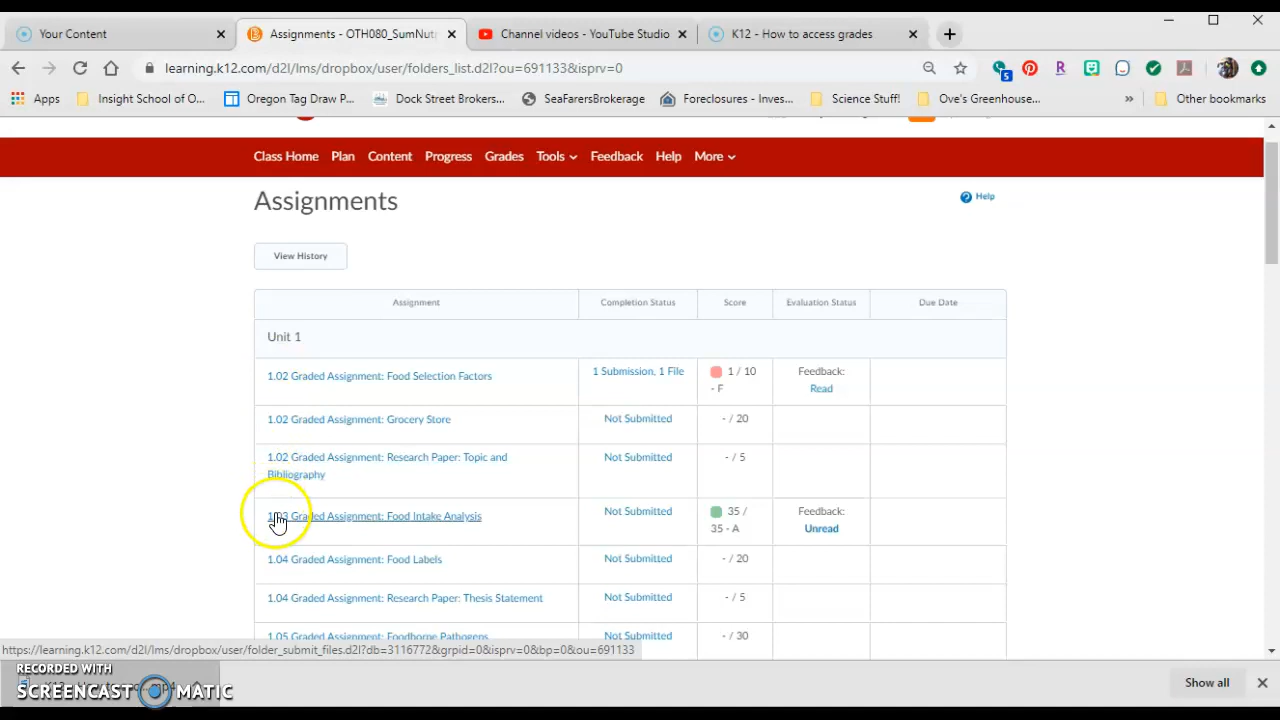 Your Content
Assignments - OTH080_SumNut
Channel videos - YouTube Studio
K12 - How to access grades
learning.k12.com/d2l/lms/dropbox/user/folders_list.d2l?ou=691133&isprv=0
5
Apps
Insight School of O...
Oregon Tag Draw P...
Dock Street Brokers...
SeaFarersBrokerage
Foreclosures - Inves...
Science Stuff!
Ove's Greenhouse...
»
Other bookmarks
Class Home Plan Content Progress Grades Tools Feedback Help More
Assignments
Help
View History
Assignment Completion Status Score Evaluation Status Due Date
Unit 1
1.02 Graded Assignment: Food Selection Factors
1 Submission, 1 File
1 / 10
- F
Feedback:
Read
1.02 Graded Assignment: Grocery Store
Not Submitted
- / 20
1.02 Graded Assignment: Research Paper: Topic and
Bibliography
Not Submitted
- / 5
1.03 Graded Assignment: Food Intake Analysis
Not Submitted
35 /
35 - A
Feedback:
Unread
1.04 Graded Assignment: Food Labels
Not Submitted
- / 20
1.04 Graded Assignment: Research Paper: Thesis Statement
Not Submitted
- / 5
1.05 Graded Assignment: Foodborne Pathogens
Not Submitted
- / 30
https://learning.k12.com/d2l/lms/dropbox/user/folder_submit_files.d2l?db=3116772&grpid=0&isprv=0&bp=0&ou=691133
RECORDED WITH
SCREENCAST MATIC
Show all